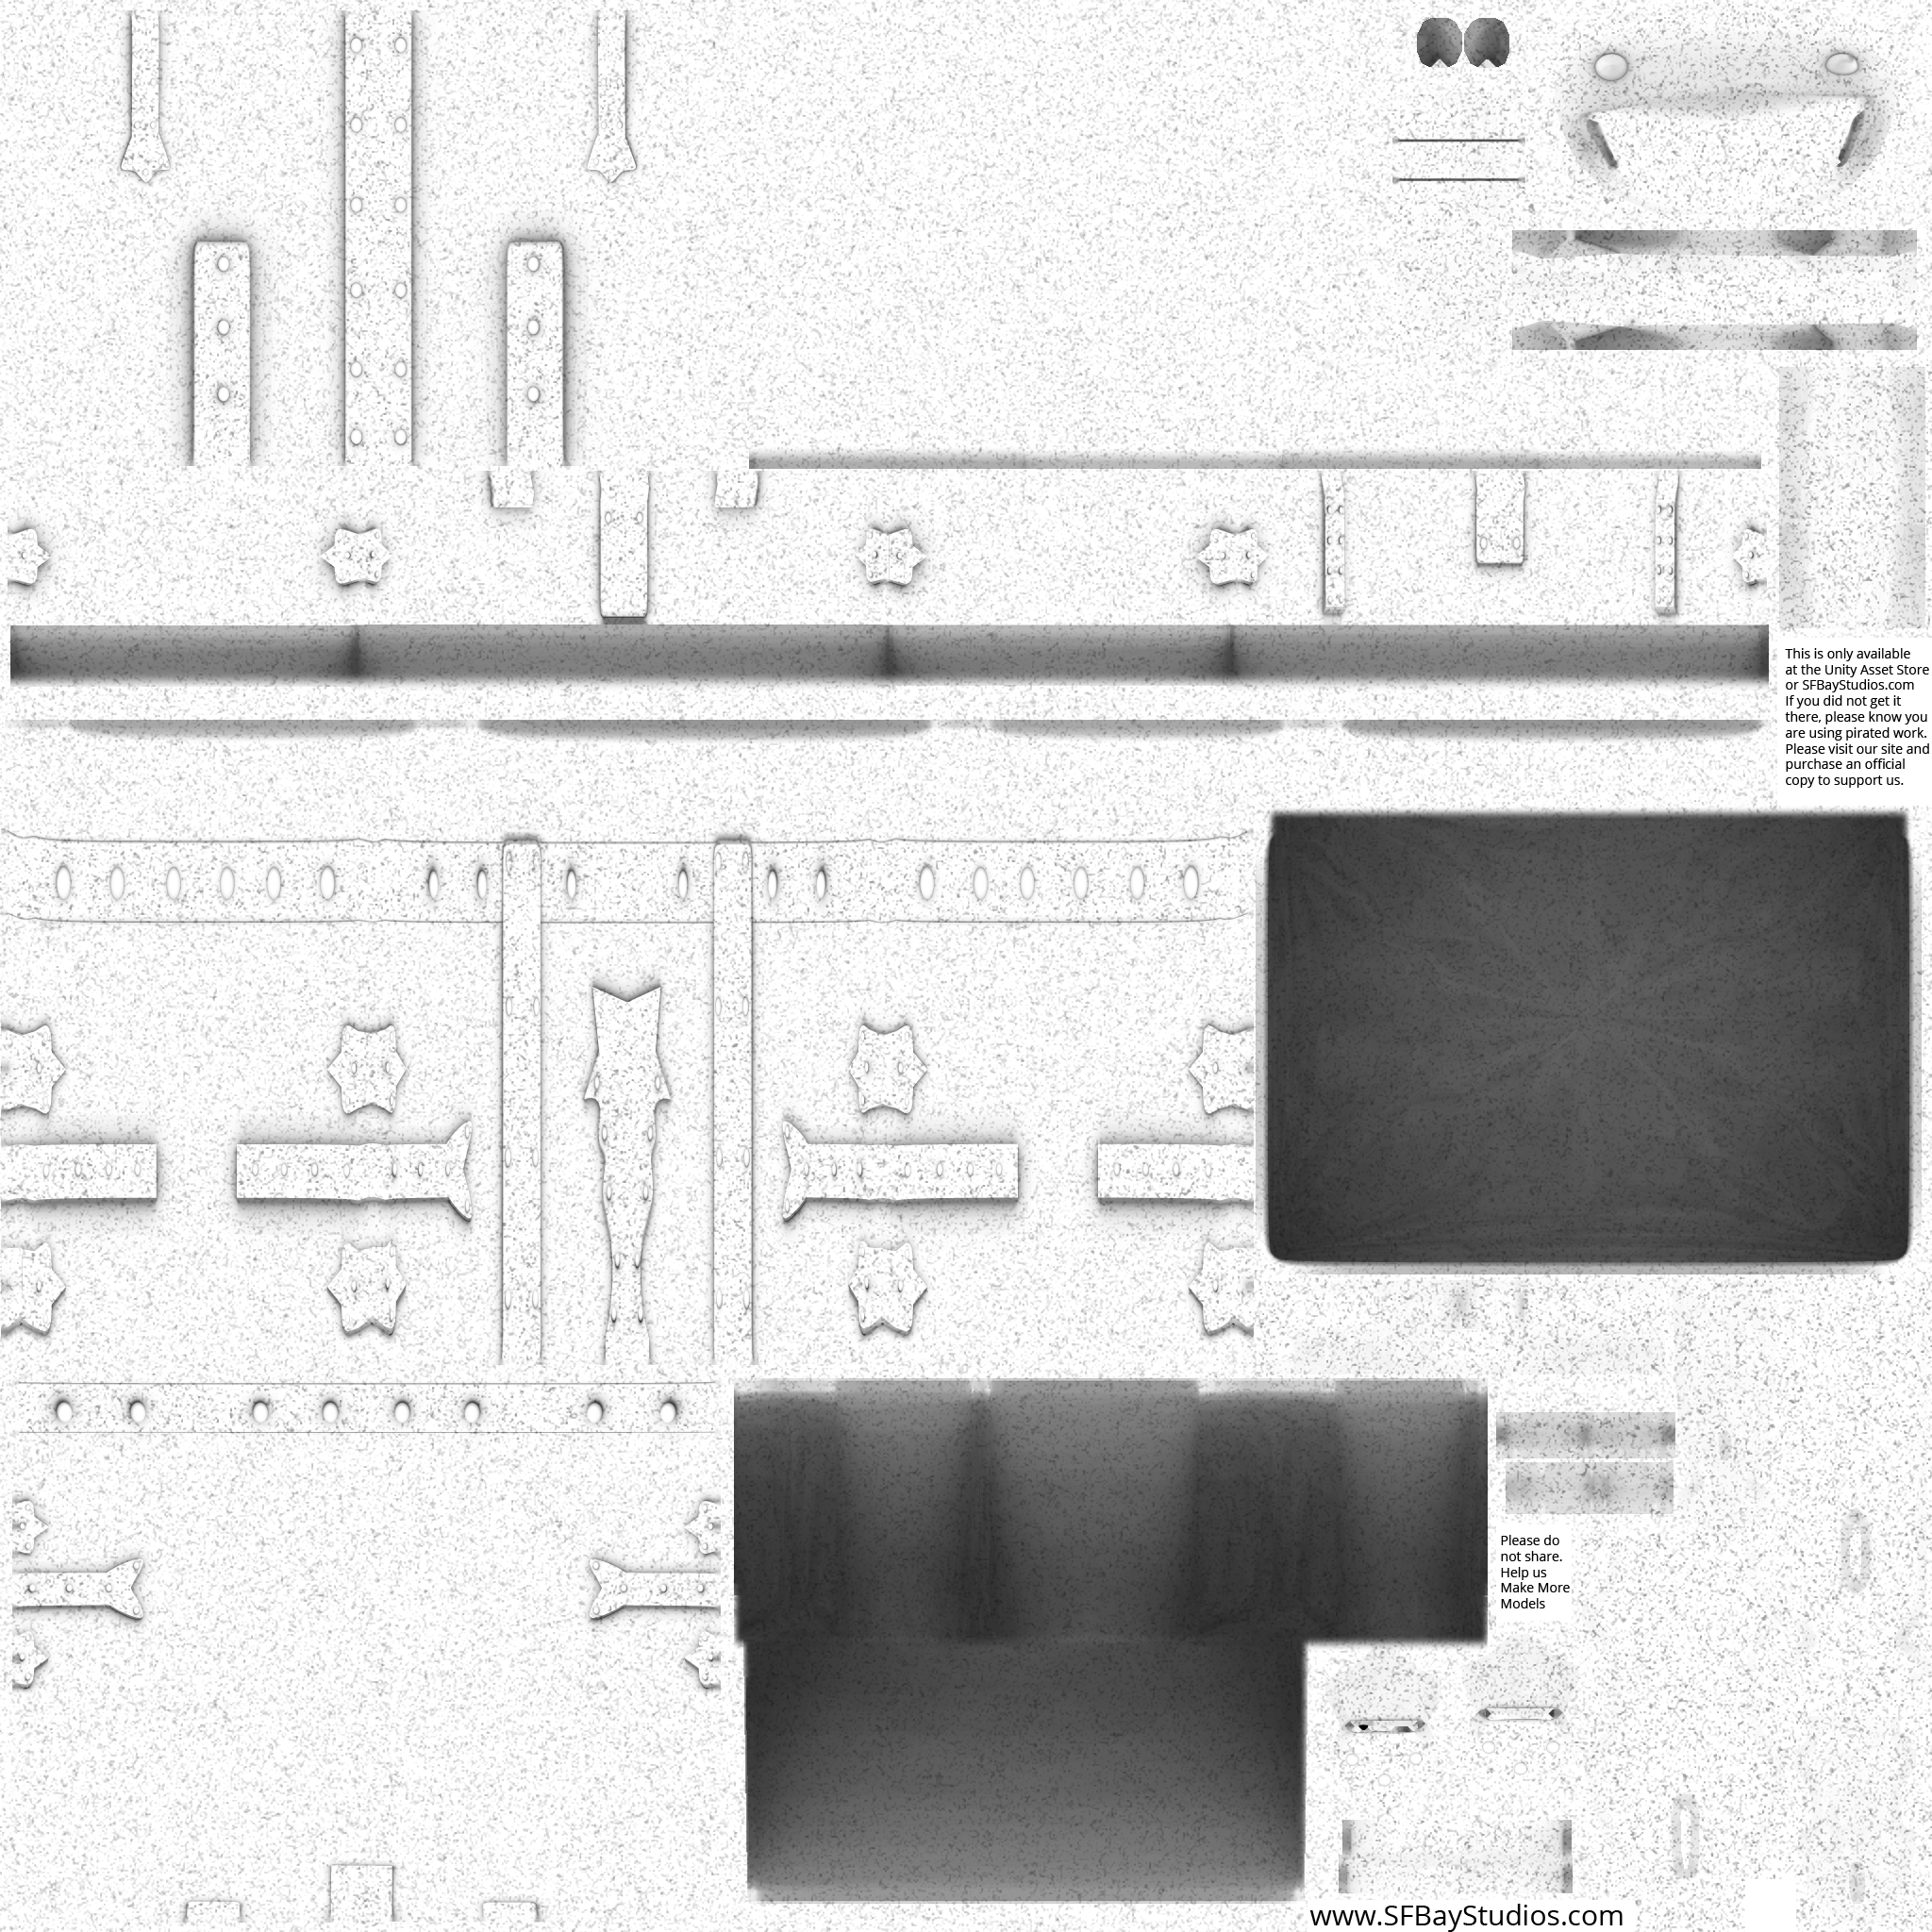 This is only available
at the Unity Asset Store
or SFBayStudios.com
If you did not get it
there, please know you
are using pirated work.
Please visit our site and
purchase an official
copy to support us.
Please do
not share.
Help us
Make More
Models
www.SFBayStudios.com